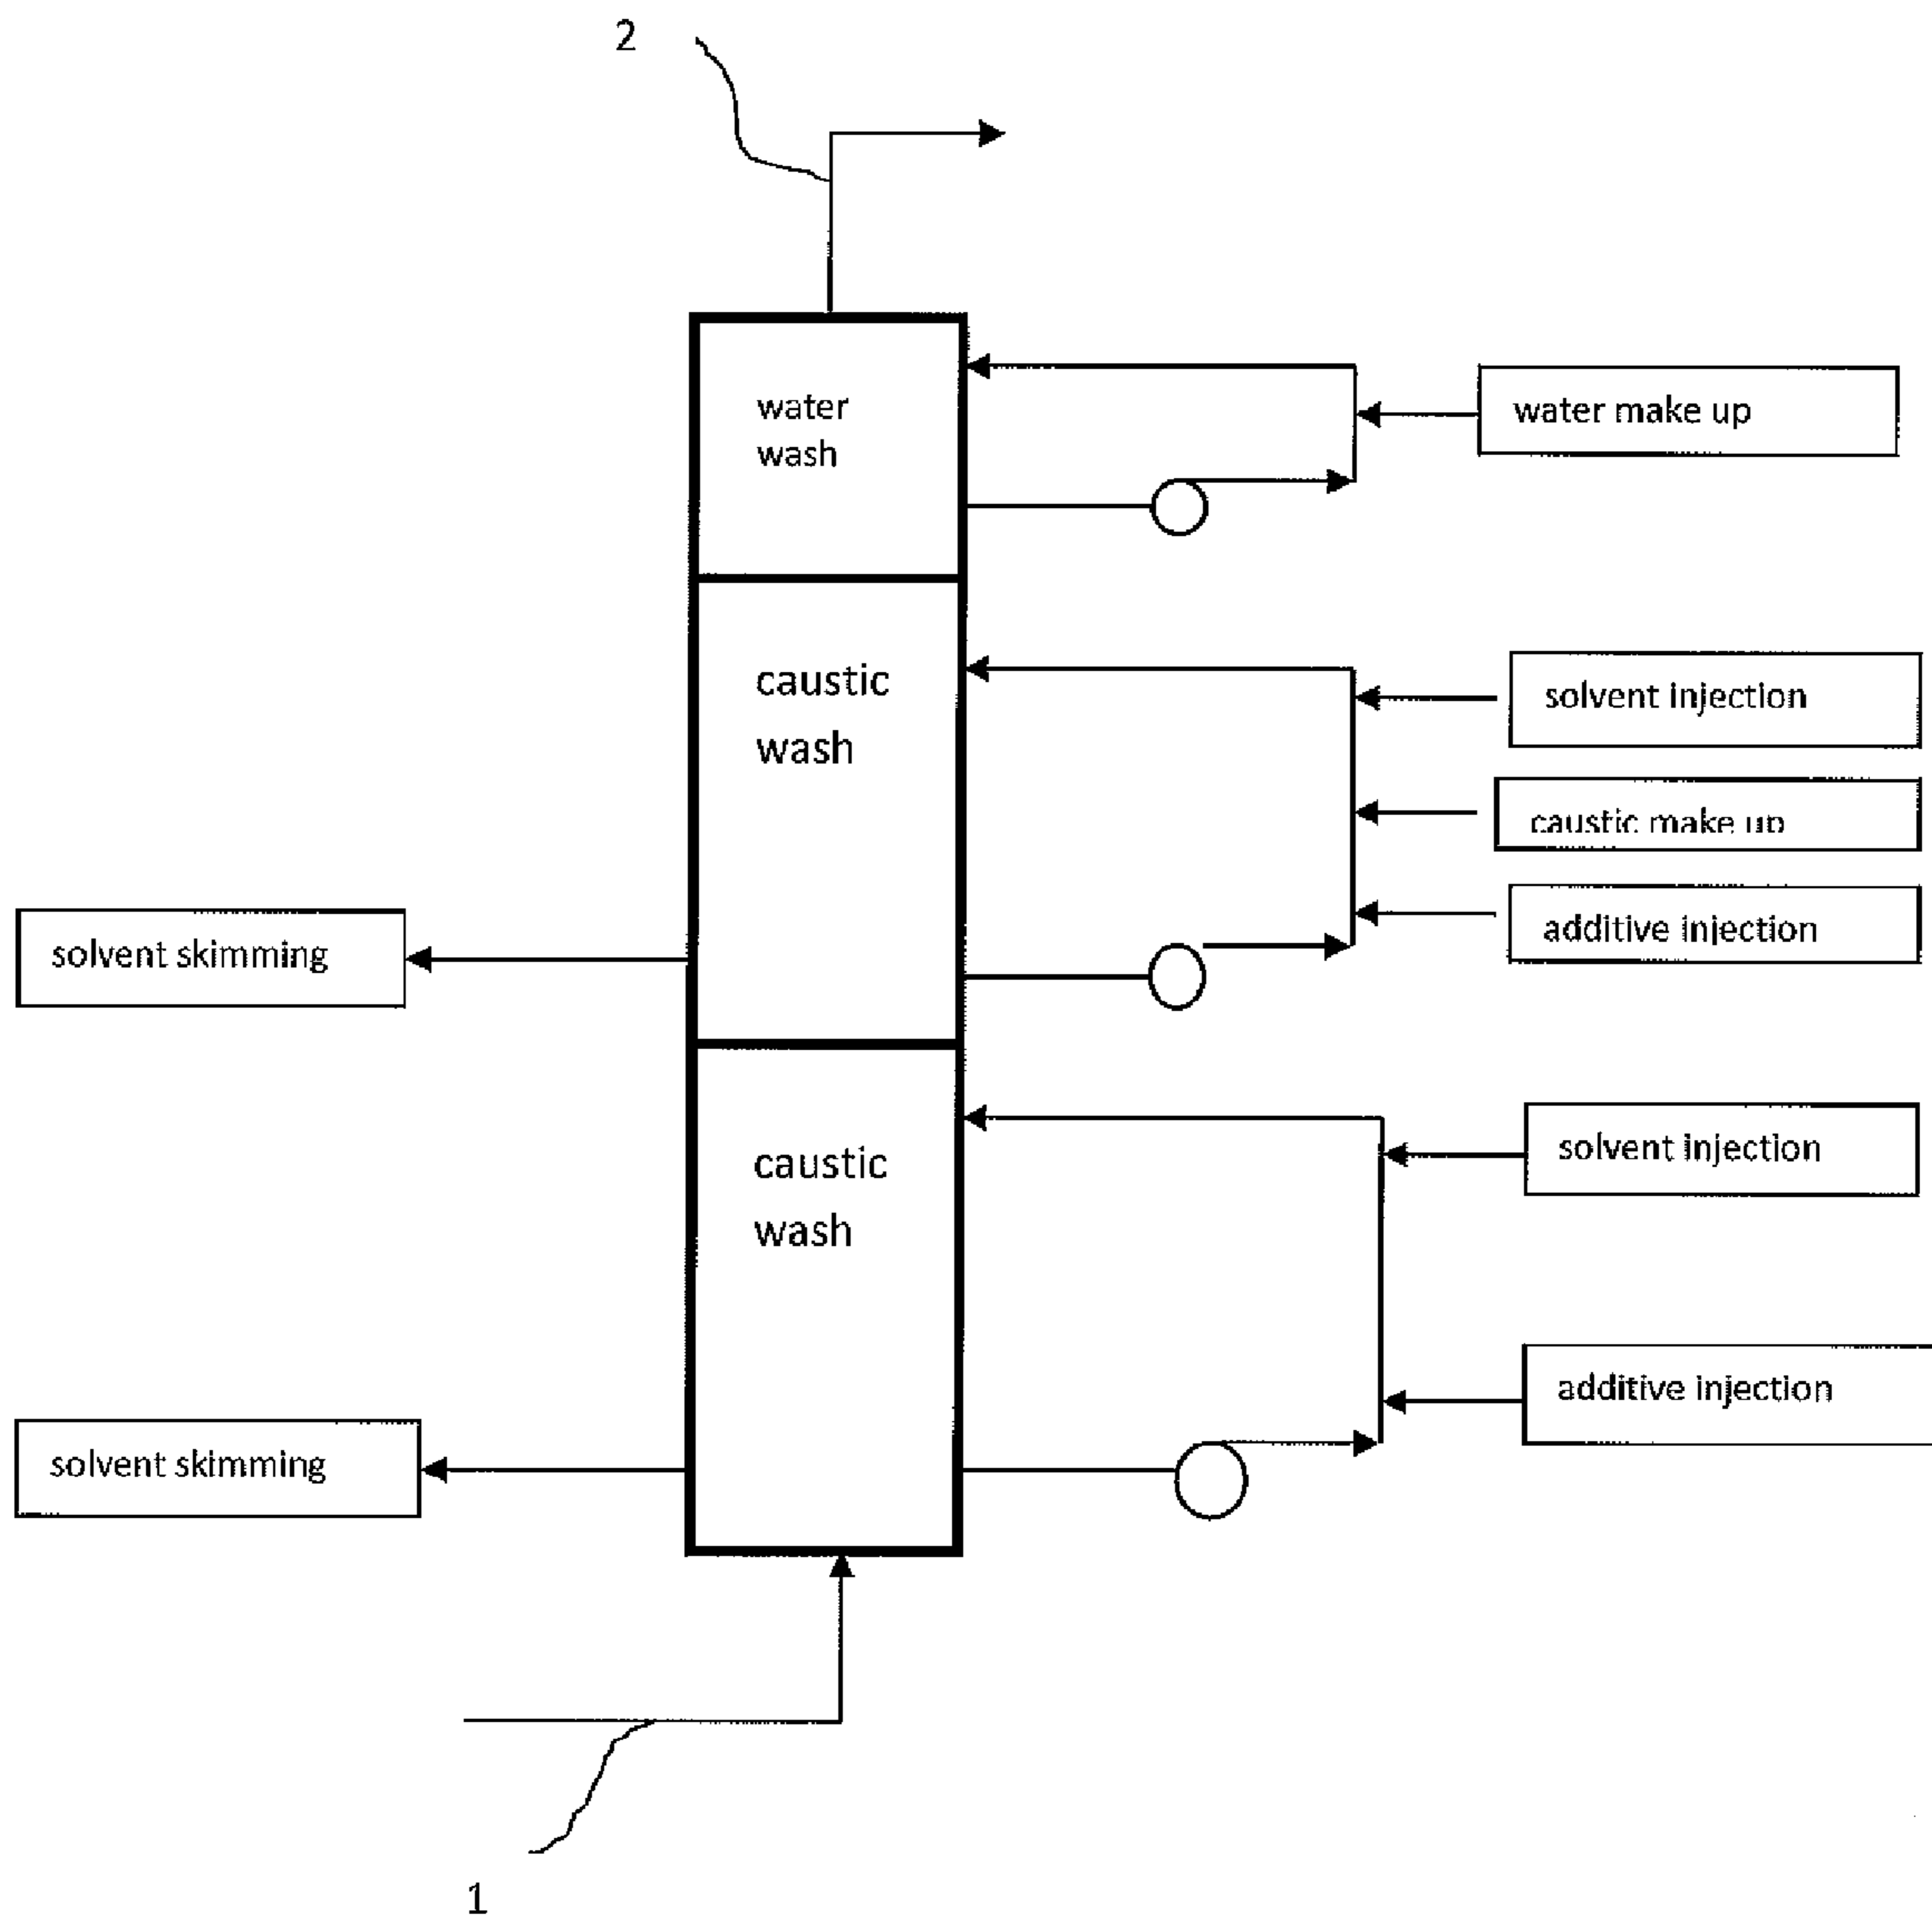 2
water
wash
water make up
caustic
wash
solvent injection
caustic make up
additive injection
solvent skimming
caustic
wash
solvent injection
additive injection
solvent skimming
1